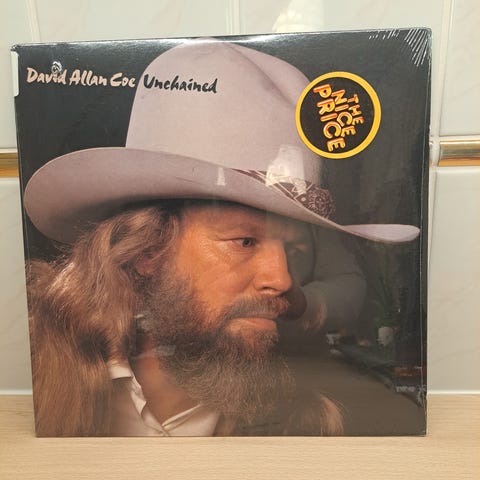 David Allan Coe Unchained
THE
NICE
PRICE